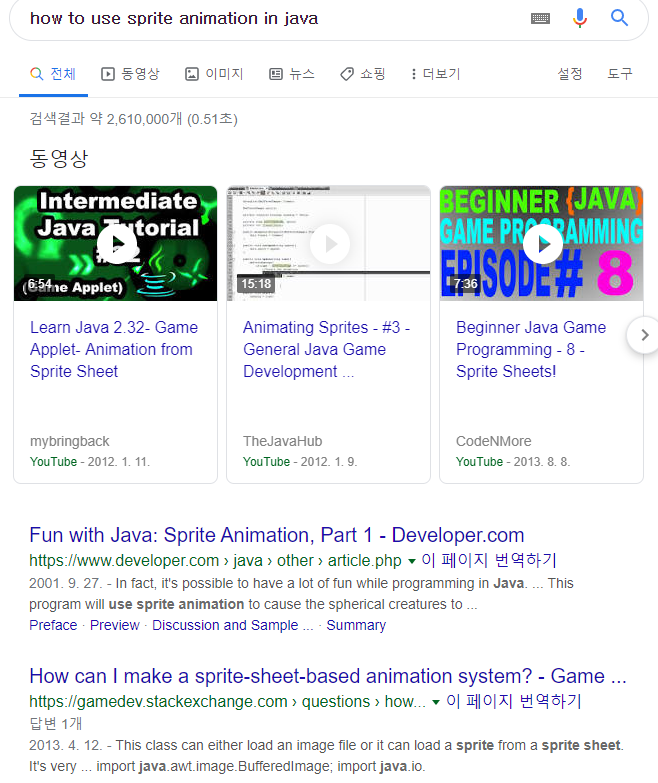 how to use sprite animation in java
전체 동영상 이미지 뉴스 쇼핑 더보기 설정 도구
검색결과 약 2,610,000개 (0.51초)
동영상
Intermediate
Java Tutorial
6:54
(Game Applet)
15:18
BEGINNER {JAVA}
GAME PROGRAMMING
EPISODE# 8
7:36
Learn Java 2.32- Game
Applet- Animation from
Sprite Sheet
mybringback
YouTube - 2012. 1. 11.
Animating Sprites - #3 -
General Java Game
Development ...
TheJavaHub
YouTube - 2012. 1. 9.
Beginner Java Game
Programming - 8 -
Sprite Sheets!
CodeNMore
YouTube - 2013. 8. 8.
Fun with Java: Sprite Animation, Part 1 - Developer.com
https://www.developer.com › java › other › article.php ▾ 이 페이지 번역하기
2001. 9. 27. - In fact, it's possible to have a lot of fun while programming in Java. ... This
program will use sprite animation to cause the spherical creatures to ...
Preface · Preview · Discussion and Sample ... · Summary
How can I make a sprite-sheet-based animation system? - Game ...
https://gamedev.stackexchange.com › questions › how... ▾ 이 페이지 번역하기
답변 1개
2013. 4. 12. - This class can either load an image file or it can load a sprite from a sprite sheet.
It's very ... import java.awt.image.BufferedImage; import java.io.